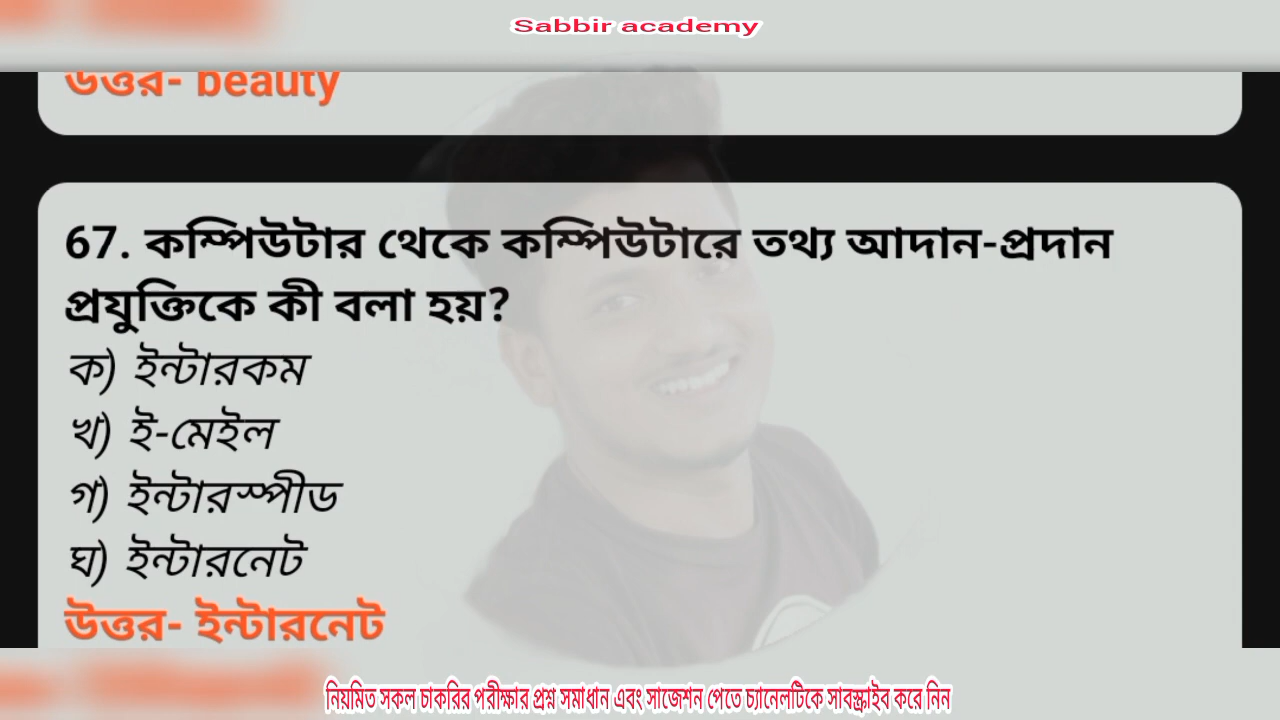 Sabbir academy
উত্তর- beauty
67. কম্পিউটার থেকে কম্পিউটারে তথ্য আদান-প্রদান
প্রযুক্তিকে কী বলা হয়?
ক) ইন্টারকম
খ) ই-মেইল
গ) ইন্টারস্পীড
ঘ) ইন্টারনেট
উত্তর- ইন্টারনেট
নিয়মিত সকল চাকরির পরীক্ষার প্রশ্ন সমাধান এবং সাজেশন পেতে চ্যানেলটিকে সাবস্ক্রাইব করে নিন